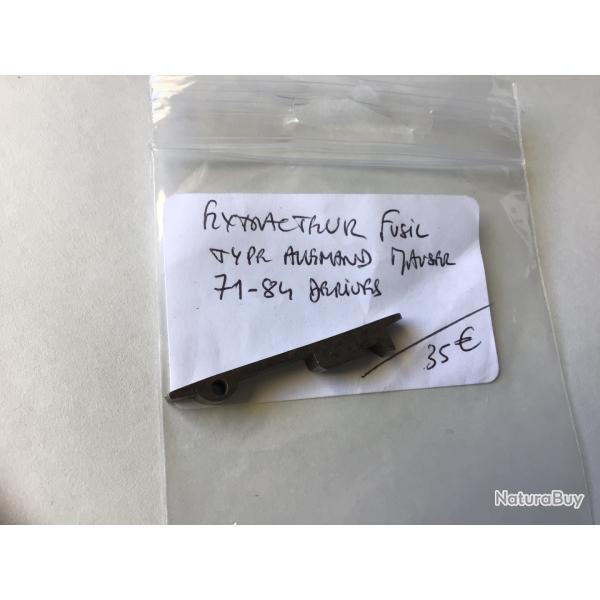 EXTRACTEUR FUSIL
TYPE ALLEMAND MAUSER
71-84 DERIVES
35€
NaturaBuy